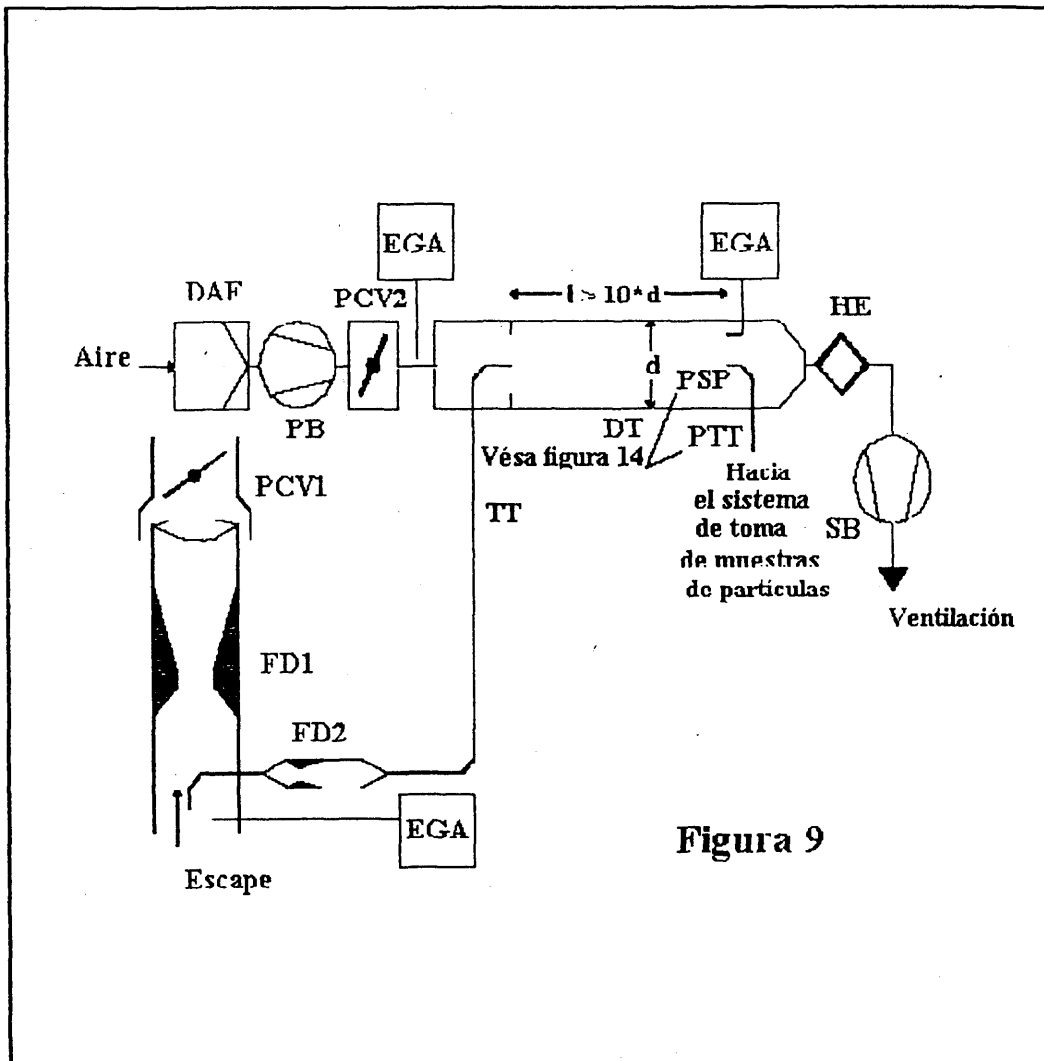 EGA
EGA
DAF
PCV2
l > 10*d
HE
Aire
d
PSP
PB
DT
PTT
Vésa figura 14
PCV1
Hacia
el sistema
de toma
de muestras
de partículas
TT
SB
Ventilación
FD1
FD2
EGA
Figura 9
Escape